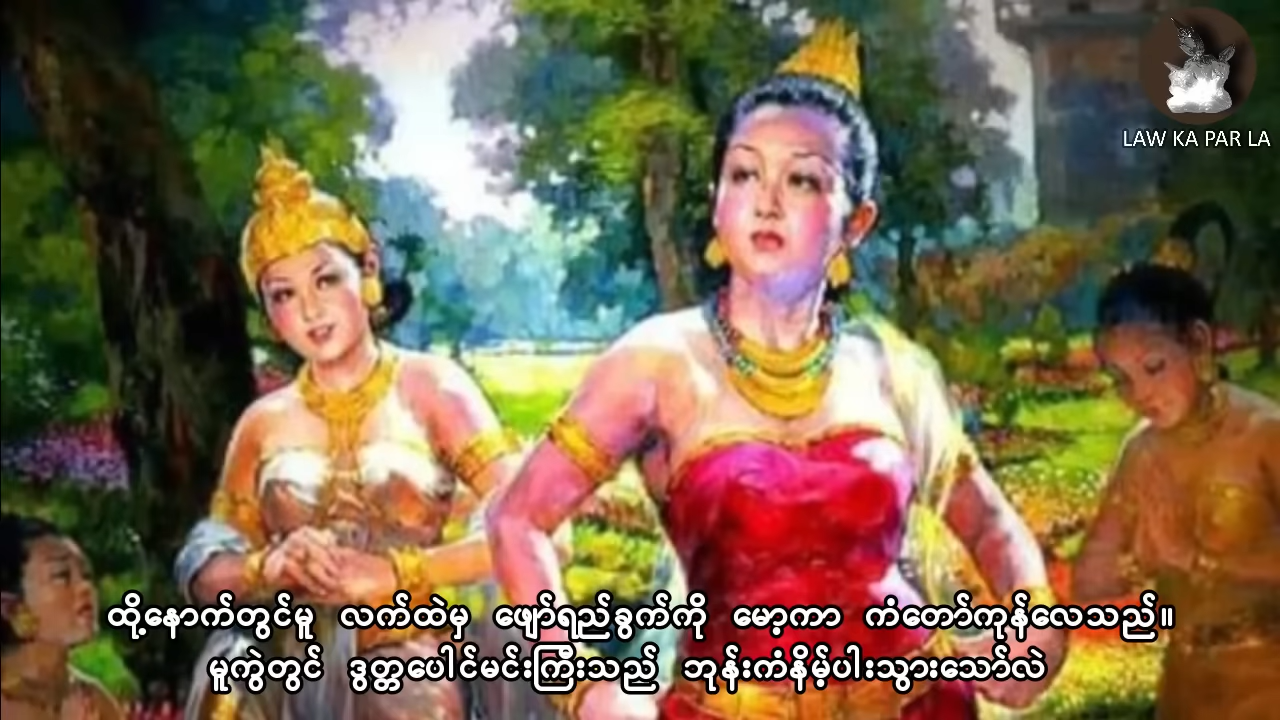 LAW KA PAR LA
ထို့နောက်တွင်မူ လက်ထဲမှ ဖျော်ရည်ခွက်ကို မော့ကာ ကံတော်ကုန်လေသည်။
မူကွဲတွင် ဒွတ္တပေါင်မင်းကြီးသည် ဘုန်းကံနိမ့်ပါးသွားသော်လဲ